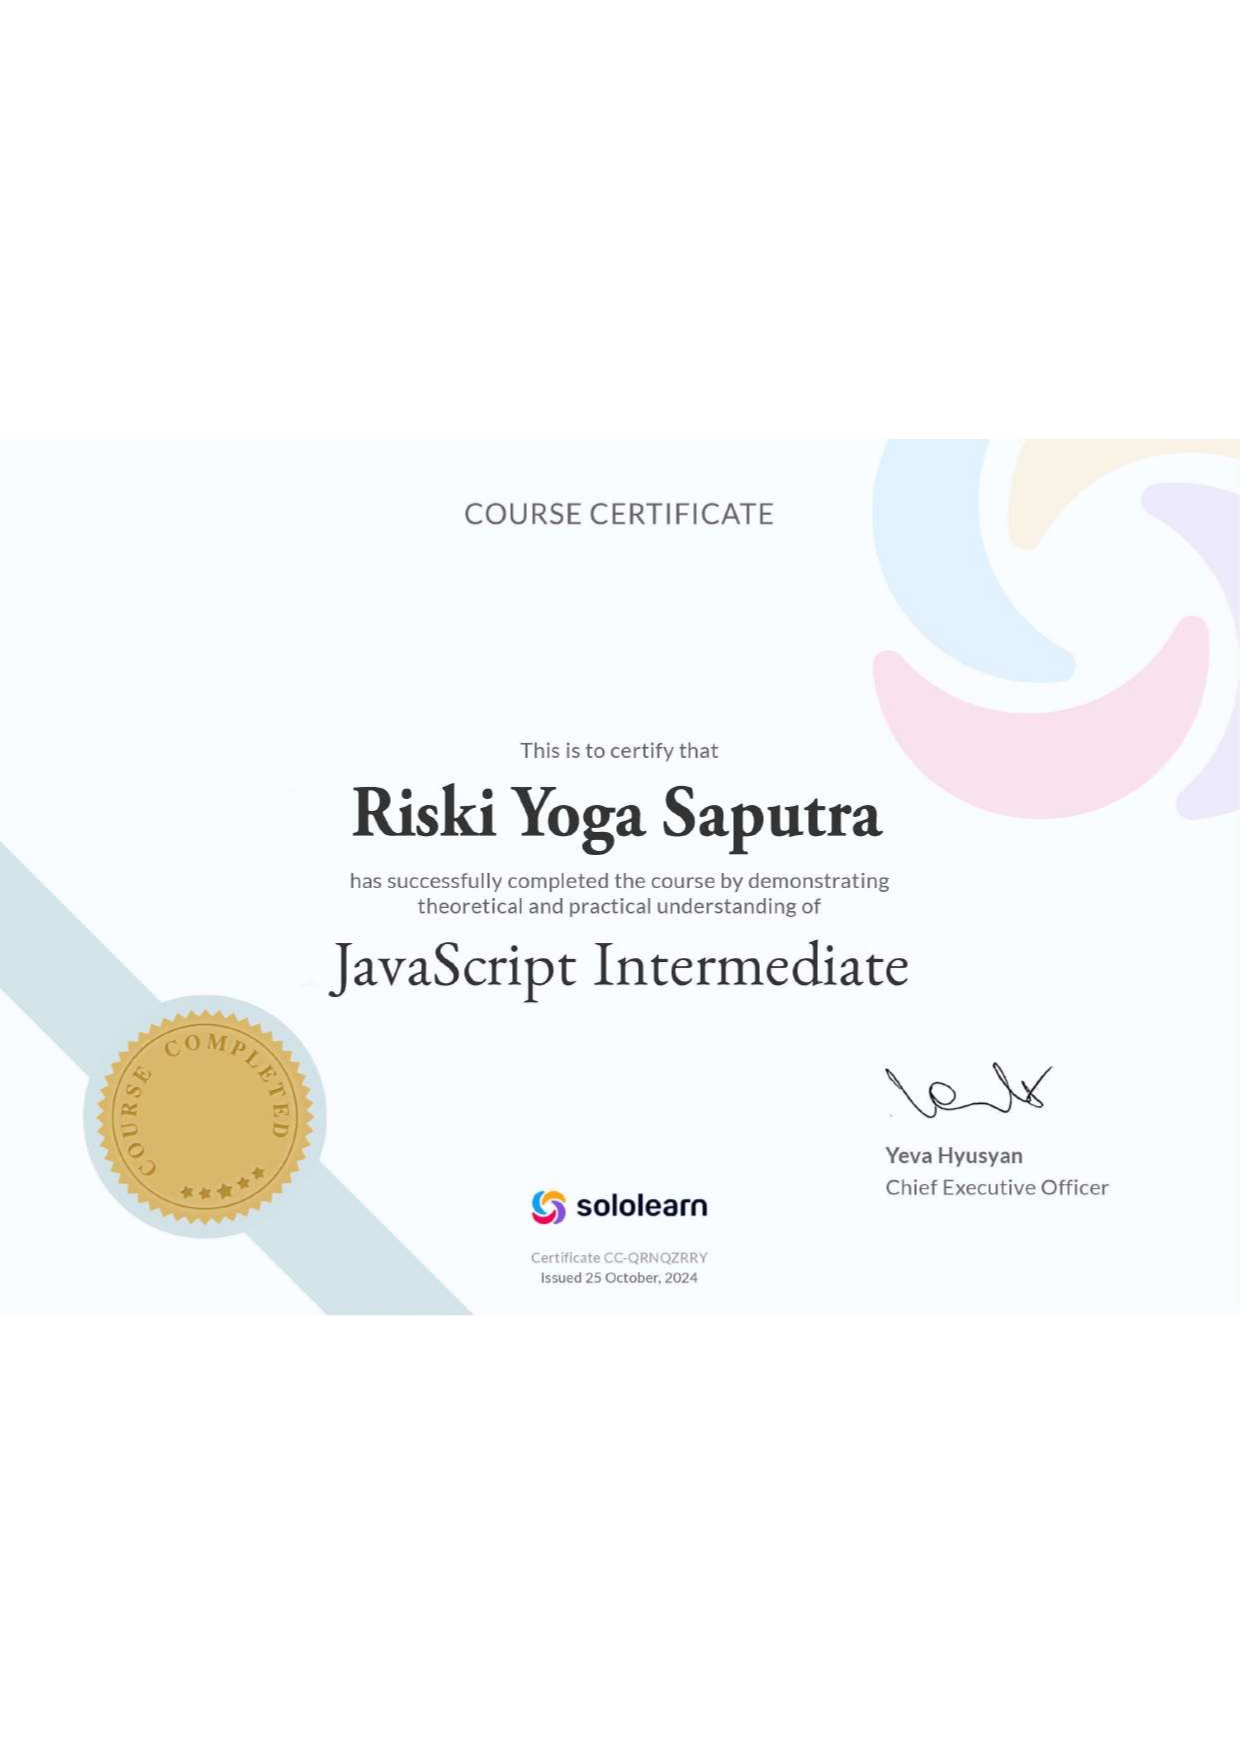 COURSE CERTIFICATE
This is to certify that
Riski Yoga Saputra
has successfully completed the course by demonstrating
theoretical and practical understanding of
JavaScript Intermediate
COURSE COMPLETED
Yeva Hyusyan
Chief Executive Officer
sololearn
Certificate CC-QRNQZRRY
Issued 25 October, 2024